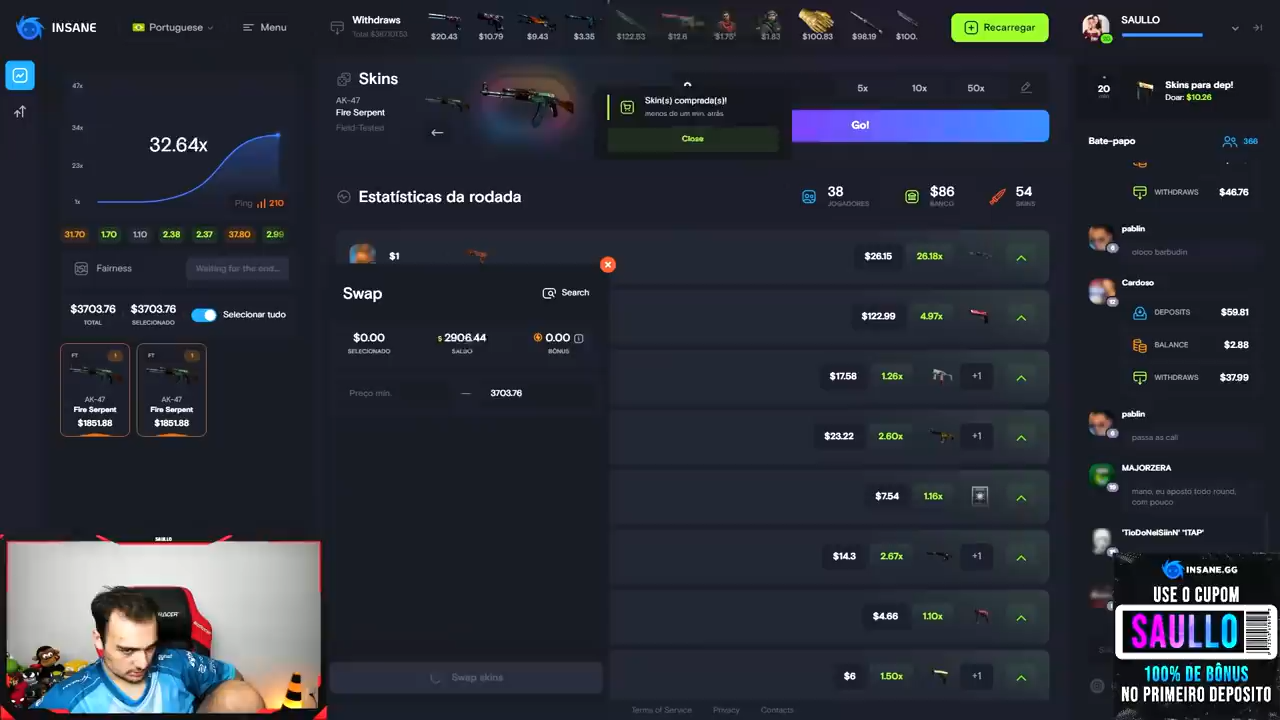 INSANE
Portuguese
Menu
Withdraws
$20.43
$10.79
$9.43
$3.35
$122.53
$12.6
$1.83
$100.83
$98.19
$100.
Recarregar
SAULLO
47x
34x
23x
1x
32.64x
Ping 210
31.70
1.70
1.10
2.38
2.37
37.80
2.99
Fairness
Waiting for the end...
$3703.76
TOTAL
$3703.76
SELECIONADO
Selecionar tudo
FT
1
AK-47
Fire Serpent
$1851.88
FT
1
AK-47
Fire Serpent
$1851.88
Skins
AK-47
Fire Serpent
Field-Tested
Skin(s) comprada(s)!
menos de um min. atrás
Close
5x
10x
50x
Go!
Estatísticas da rodada
38
JOGADORES
$86
BANCO
54
SKINS
$1
$26.15
26.18x
$122.99
4.97x
$17.58
1.26x
+1
$23.22
2.60x
+1
$7.54
1.16x
$14.3
2.67x
+1
$4.66
1.10x
$6
1.50x
+1
Swap
Search
$0.00
SELECIONADO
$ 2906.44
SALDO
0.00
BÔNUS
Preço min.
—
3703.76
Swap skins
Terms of Service
Privacy
Contacts
20
min
Skins para dep!
Doar: $10.26
Bate-papo
366
WITHDRAWS
$46.76
pablin
oloco barbudin
Cardoso
DEPOSITS
$59.81
BALANCE
$2.88
WITHDRAWS
$37.99
pablin
passa as call
MAJORZERA
mano, eu aposto todo round,
com pouco
SAULLO
INSANE.GG
USE O CUPOM
SAULLO
100% DE BÔNUS
NO PRIMEIRO DEPOSITO